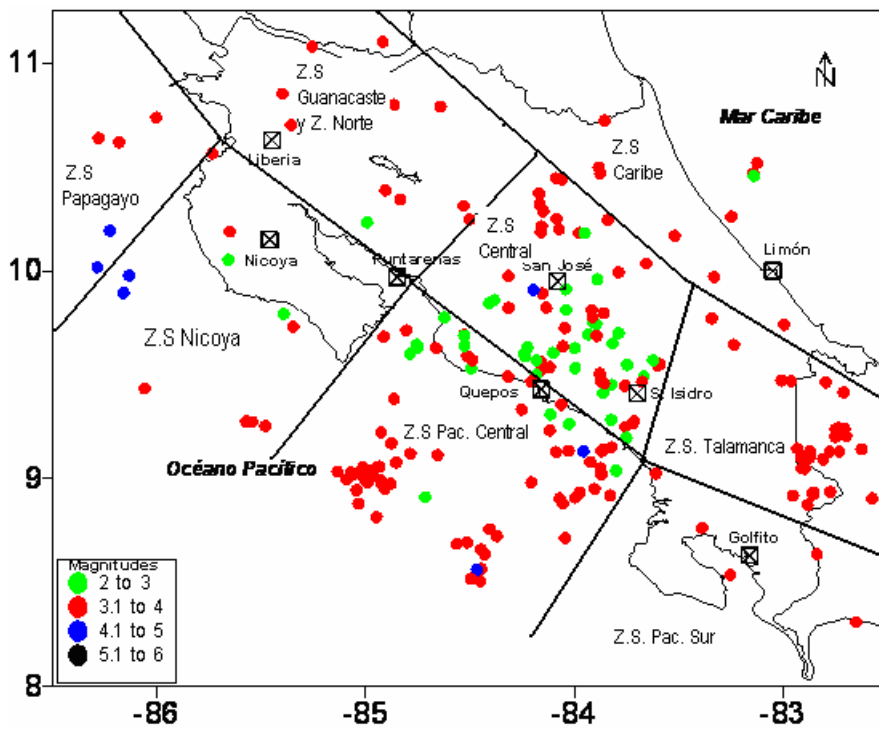 11
10
9
8
-86
-85
-84
-83
N
Z.S
Guanacaste
y Z. Norte
Mar Caribe
Liberia
Z.S
Papagayo
Z.S
Caribe
Z.S
Central
Nicoya
Puntarenas
San José
Limón
Z.S Nicoya
Quepos
S. Isidro
Z.S Pac. Central
Z.S. Talamanca
Océano Pacífico
Golfito
Z.S. Pac. Sur
Magnitudes
2 to 3
3.1 to 4
4.1 to 5
5.1 to 6